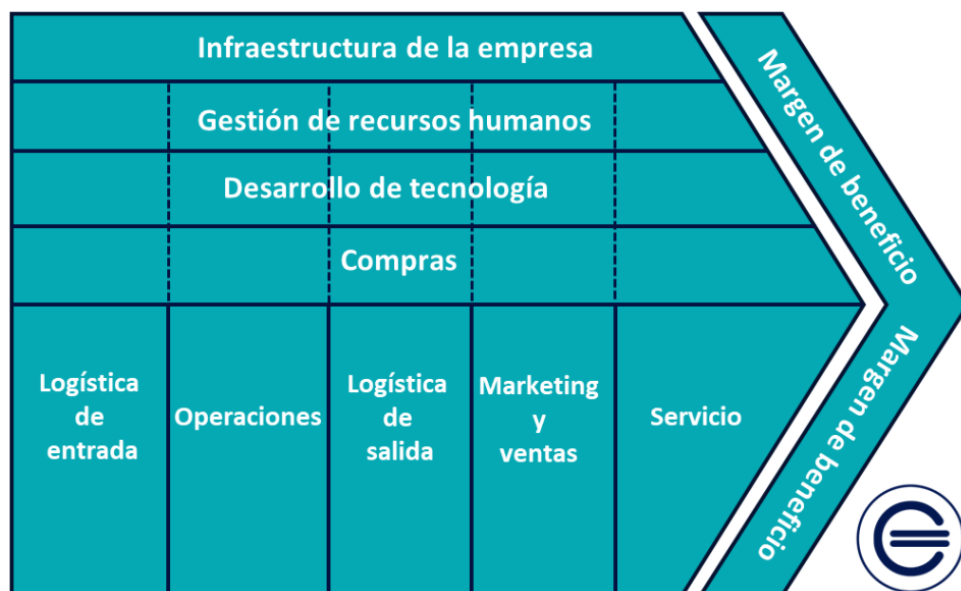 Infraestructura de la empresa
Gestión de recursos humanos
Desarrollo de tecnología
Compras
Logística
de
entrada
Operaciones
Logística
de
salida
Marketing
y
ventas
Servicio
Margen de beneficio
Margen de beneficio